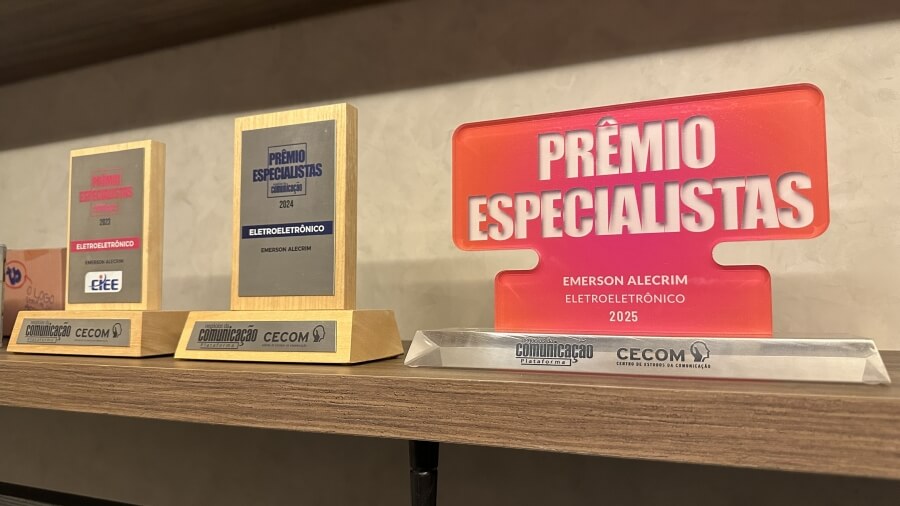 PRÊMIO
ESPECIALISTAS
2023
ELETROELETRÔNICO
EMERSON ALECRIM
CIEE
comunicação
CECOM
PRÊMIO
ESPECIALISTAS
comunicação
2024
ELETROELETRÔNICO
EMERSON ALECRIM
comunicação
CECOM
PRÊMIO
ESPECIALISTAS
EMERSON ALECRIM
ELETROELETRÔNICO
2025
comunicação
Plataforma
CECOM
CENTRO DE ESTUDOS DA COMUNICAÇÃO